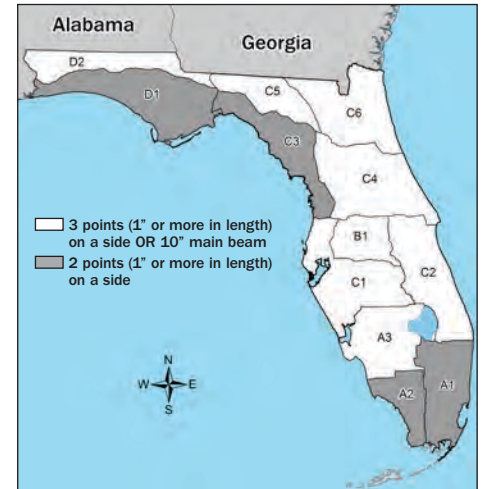 Alabama
Georgia
D2
D1
C5
C6
C3
C4
3 points (1” or more in length)
on a side OR 10” main beam
2 points (1” or more in length)
on a side
B1
C2
C1
A3
N
W E
S
A2
A1